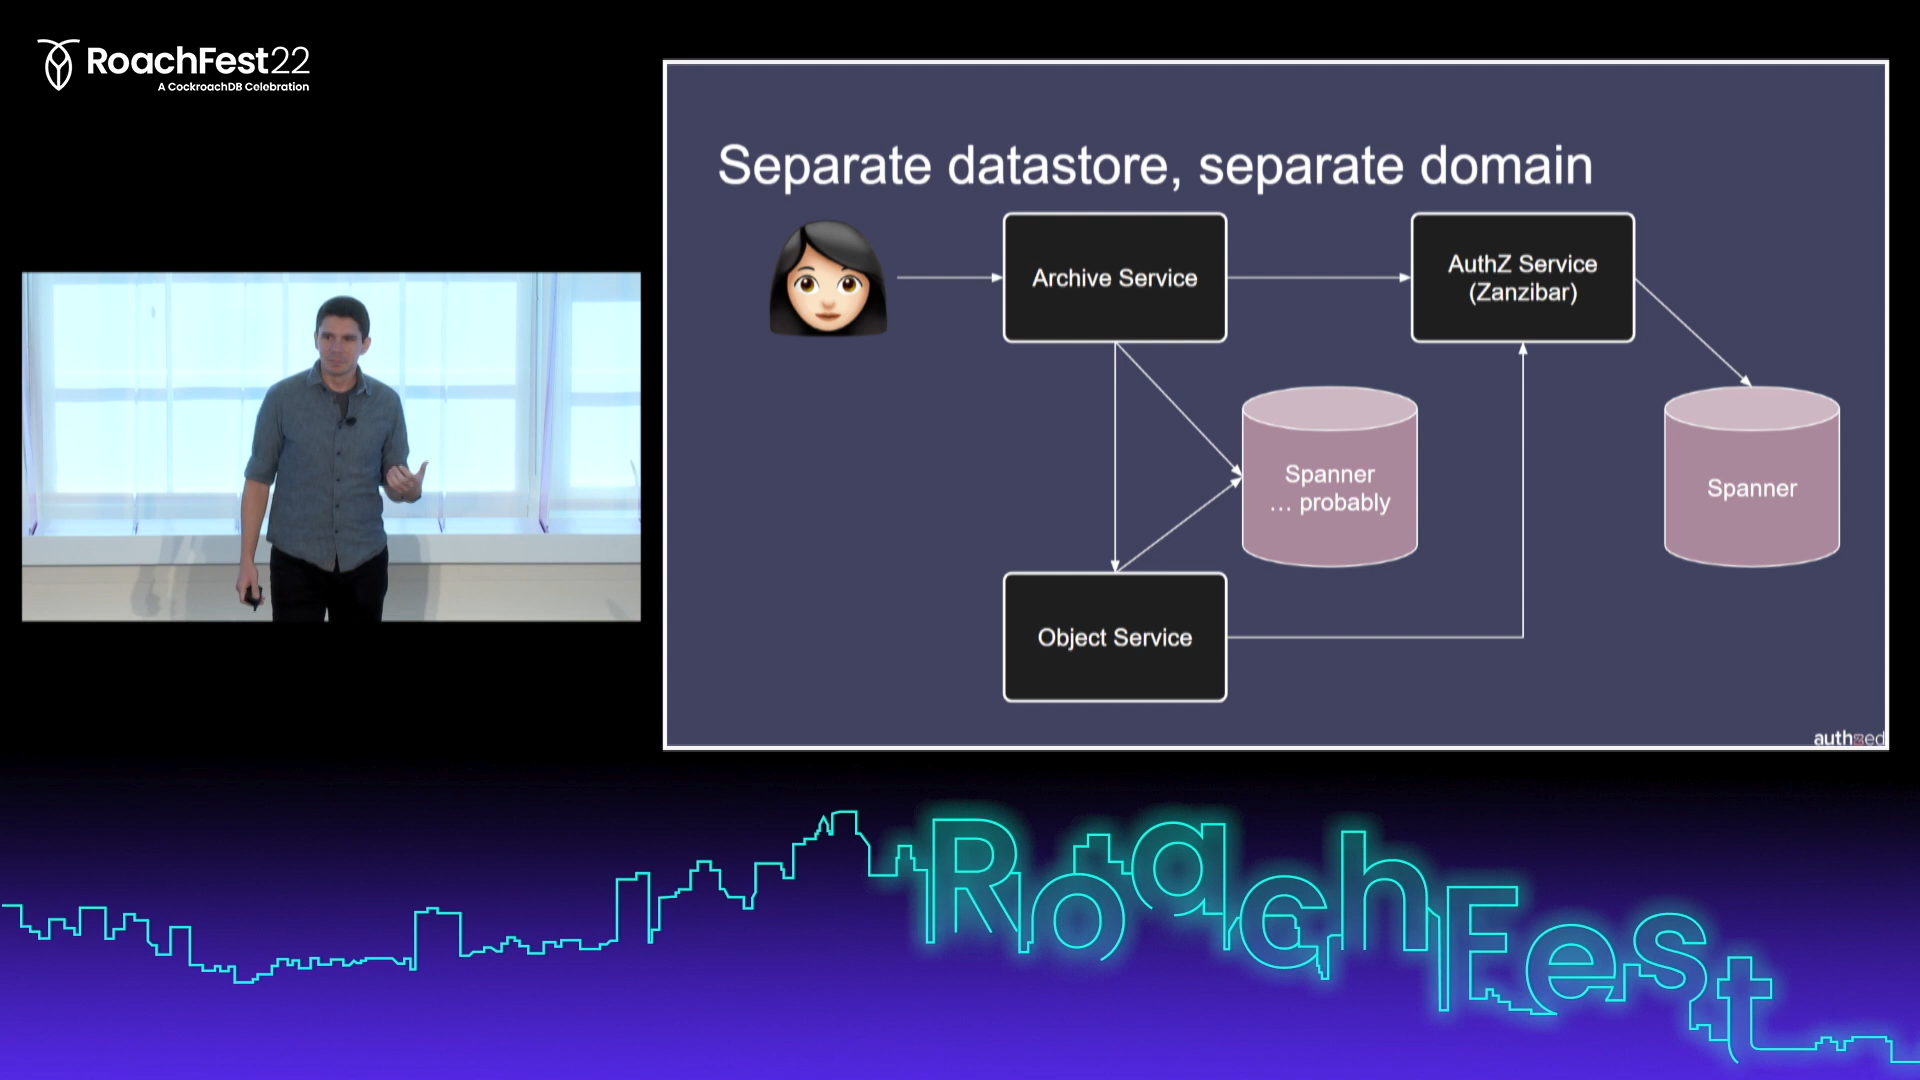 RoachFest22
A CockroachDB Celebration
Separate datastore, separate domain
Archive Service
AuthZ Service
(Zanzibar)
Spanner
... probably
Spanner
Object Service
authzed
RoachFest